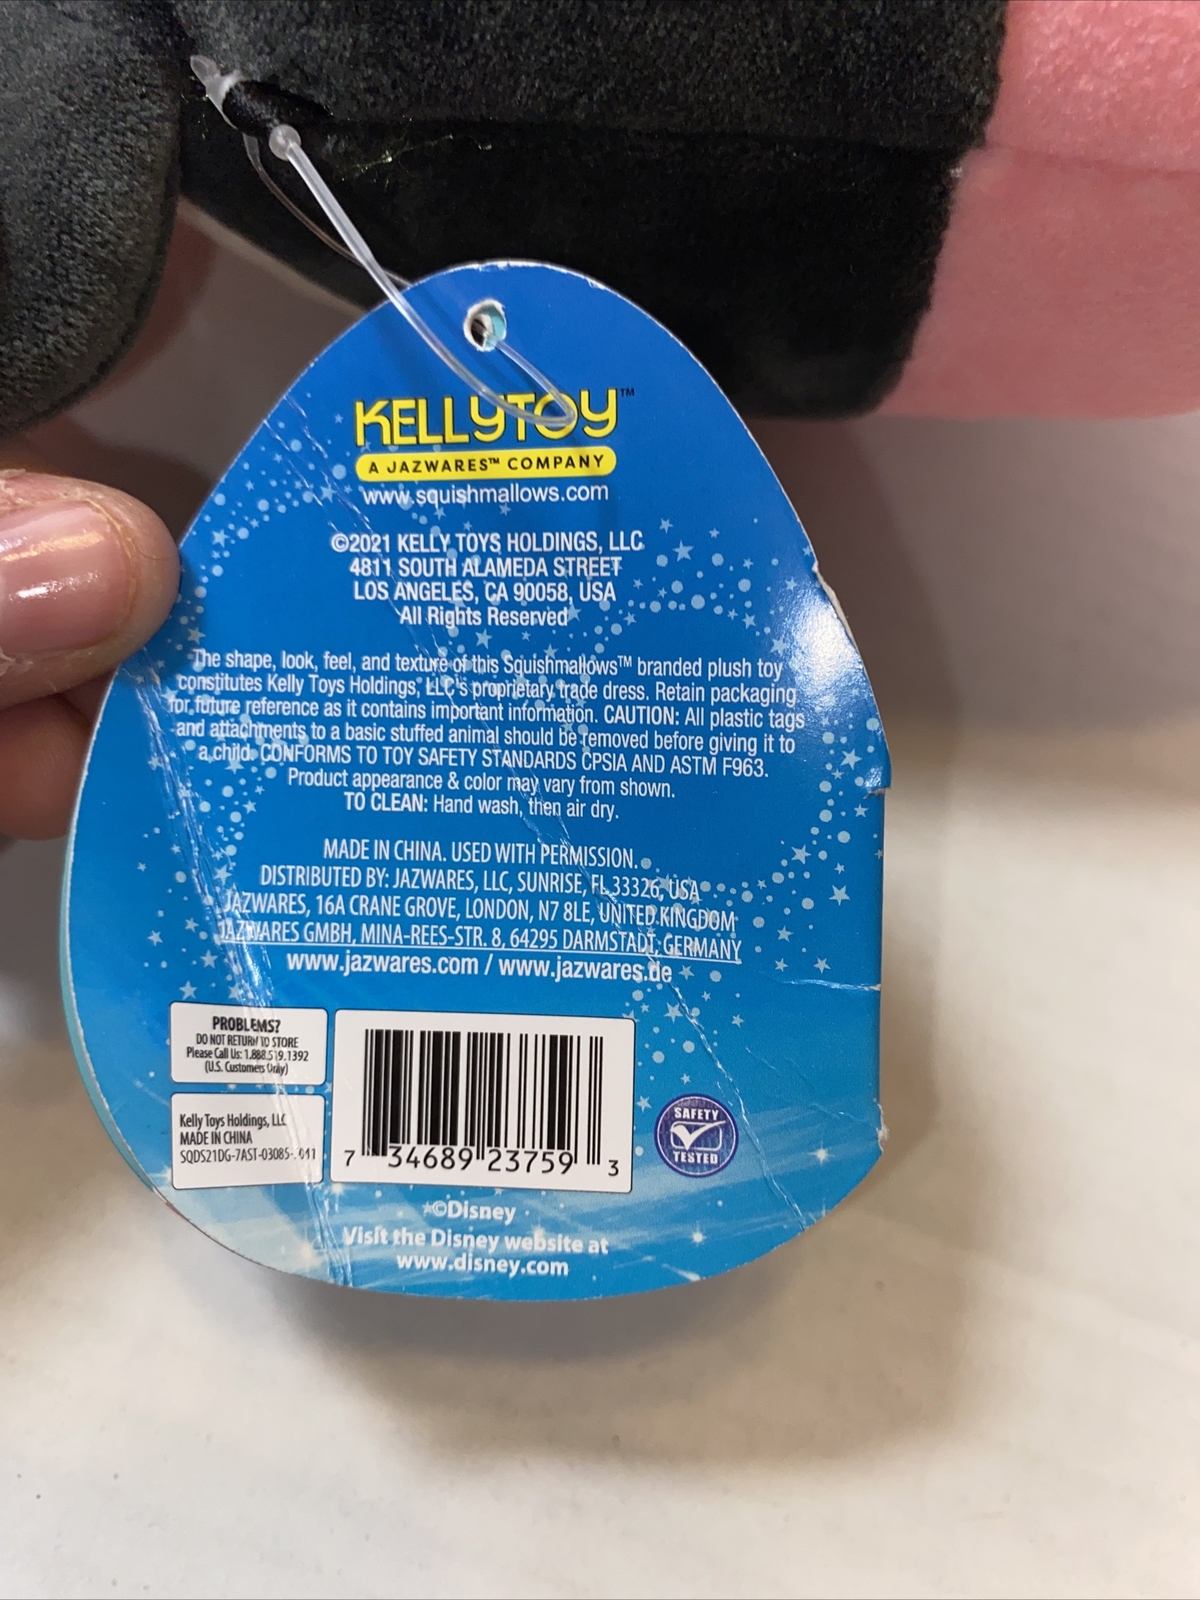 KELLYTOY™
A JAZWARES™ COMPANY
www.squishmallows.com
©2021 KELLY TOYS HOLDINGS, LLC
4811 SOUTH ALAMEDA STREET
LOS ANGELES, CA 90058, USA
All Rights Reserved
The shape, look, feel, and texture of this Squishmallows™ branded plush toy
constitutes Kelly Toys Holdings, LLC's proprietary trade dress. Retain packaging
for future reference as it contains important information. CAUTION: All plastic tags
and attachments to a basic stuffed animal should be removed before giving it to
a child. CONFORMS TO TOY SAFETY STANDARDS CPSIA AND ASTM F963.
Product appearance & color may vary from shown.
TO CLEAN: Hand wash, then air dry.
MADE IN CHINA. USED WITH PERMISSION.
DISTRIBUTED BY: JAZWARES, LLC, SUNRISE, FL 33326, USA
JAZWARES, 16A CRANE GROVE, LONDON, N7 8LE, UNITED KINGDOM
JAZWARES GMBH, MINA-REES-STR. 8, 64295 DARMSTADT, GERMANY
www.jazwares.com / www.jazwares.de
PROBLEMS?
DO NOT RETURN TO STORE
Please Call Us: 1.888.519.1392
(U.S. Customers Only)
Kelly Toys Holdings, LLC
MADE IN CHINA
7 34689 23759 3
SAFETY
TESTED
©Disney
Visit the Disney website at
www.disney.com